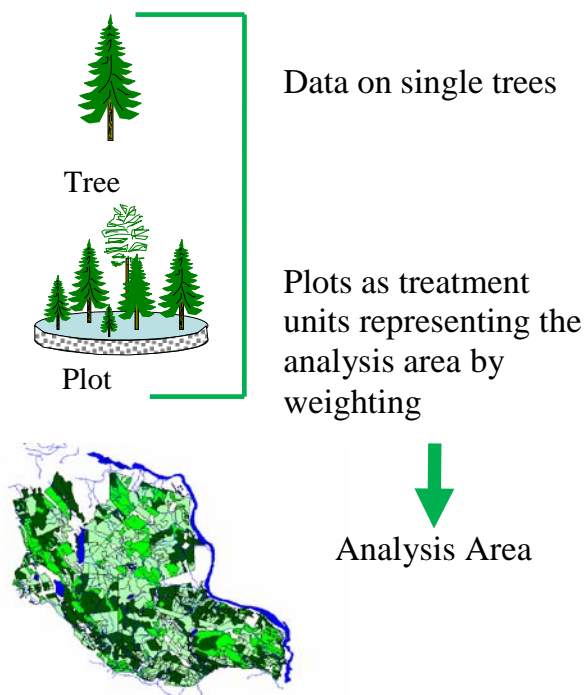 Data on single trees
Tree
Plots as treatment
units representing the
analysis area by
weighting
Plot
Analysis Area